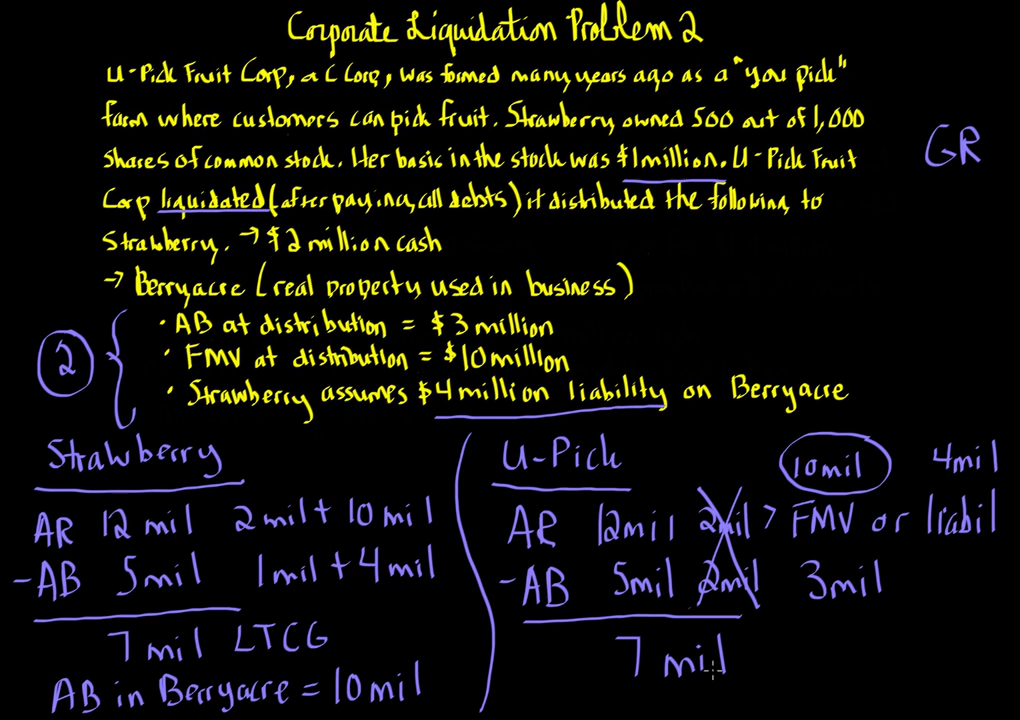 Corporate Liquidation Problem 2
U-Pick Fruit Corp, a C Corp, was formed many years ago as a "you pick"
farm where customers can pick fruit. Strawberry owned 500 out of 1,000
shares of common stock. Her basis in the stock was $1 million. U-Pick Fruit
Corp liquidated (after paying all debts) it distributed the following to
Strawberry. → $2 million cash
→ Berryacre (real property used in business)
• AB at distribution = $3 million
• FMV at distribution = $10 million
• Strawberry assumes $4 million liability on Berryacre
GR
2
Strawberry
AR 12 mil 2 mil + 10 mil
- AB 5 mil 1 mil + 4 mil
7 mil LTCG
AB in Berryacre = 10 mil
U-Pick
10 mil 4 mil
AR 12 mil 2 mil > FMV or liabil
- AB 5 mil 2 mil 3 mil
7 mil